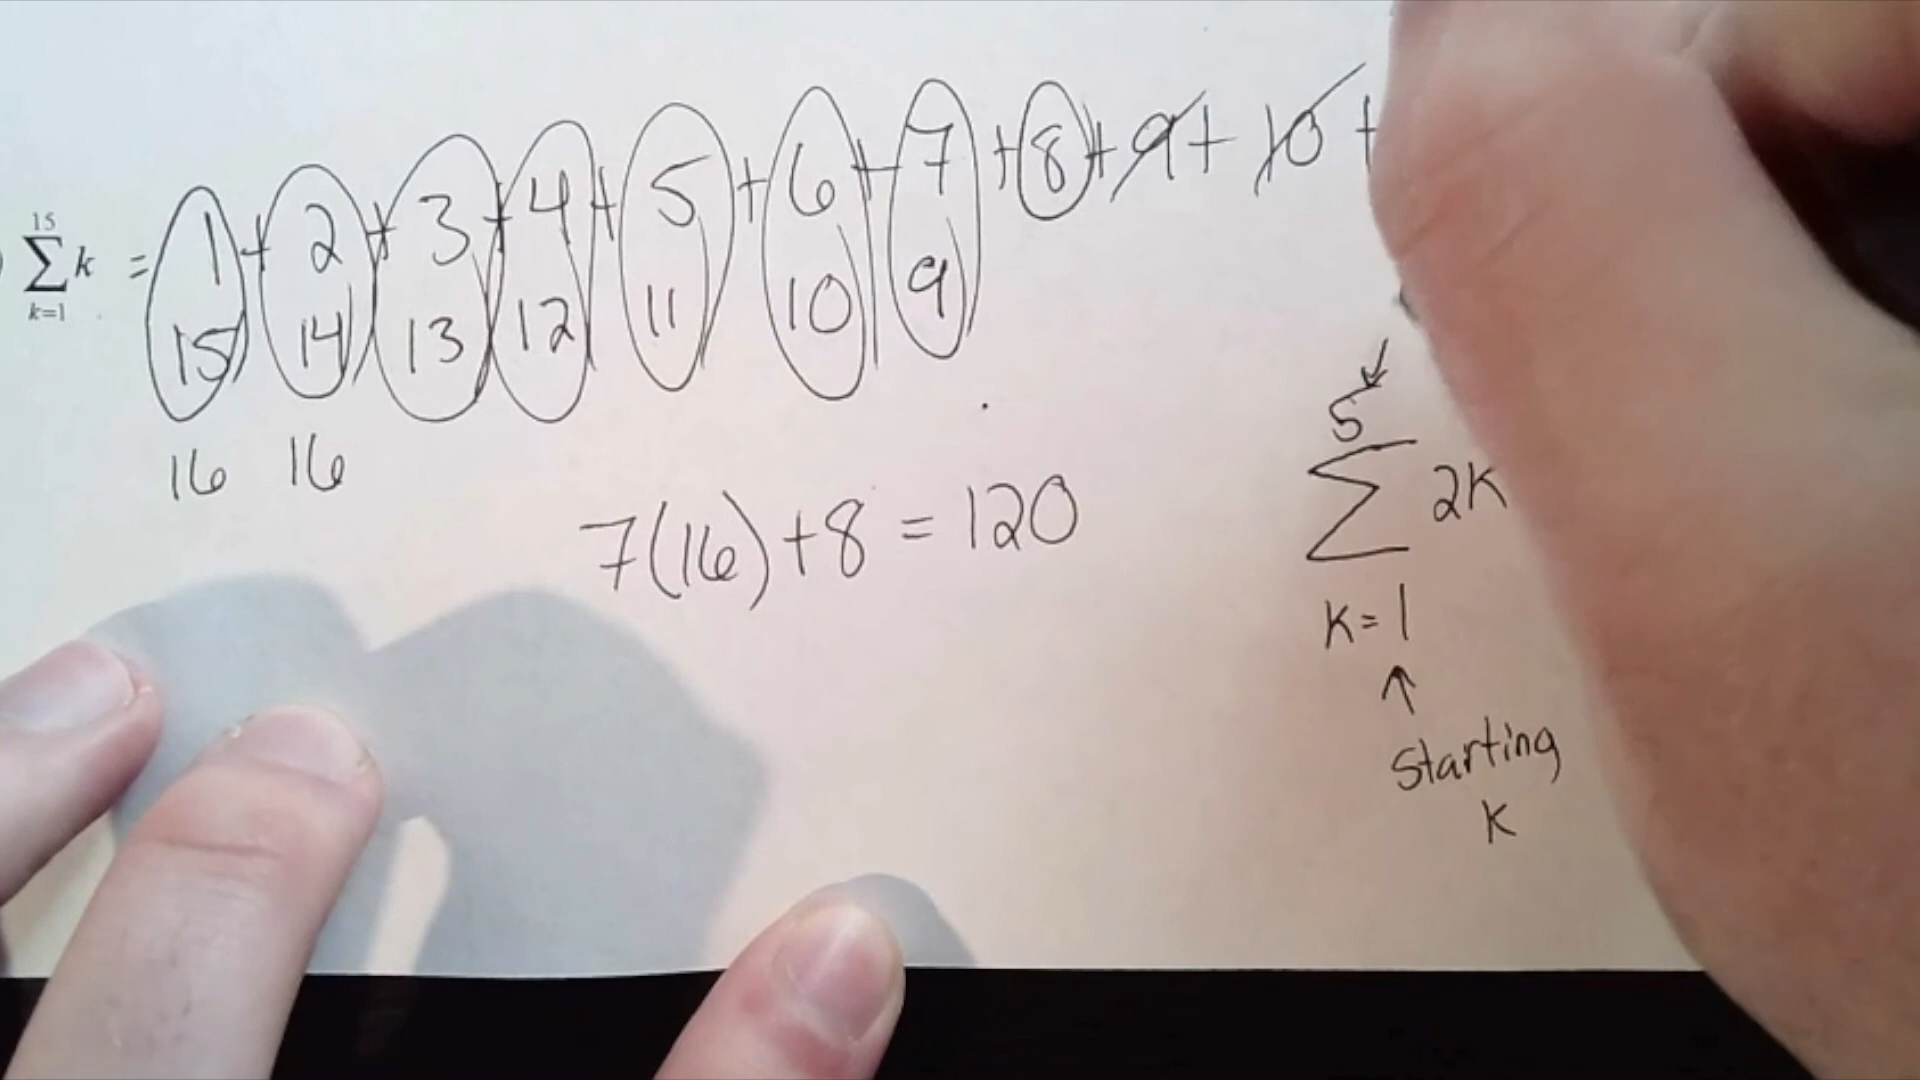 15
∑ k = 1 + 2 + 3 + 4 + 5 + 6 + 7 + 8 + 9 + 10 +
k=1
15 14 13 12 11 10 9
16 16
7(16)+8 = 120
5
∑ 2k
k=1
↑
Starting
k